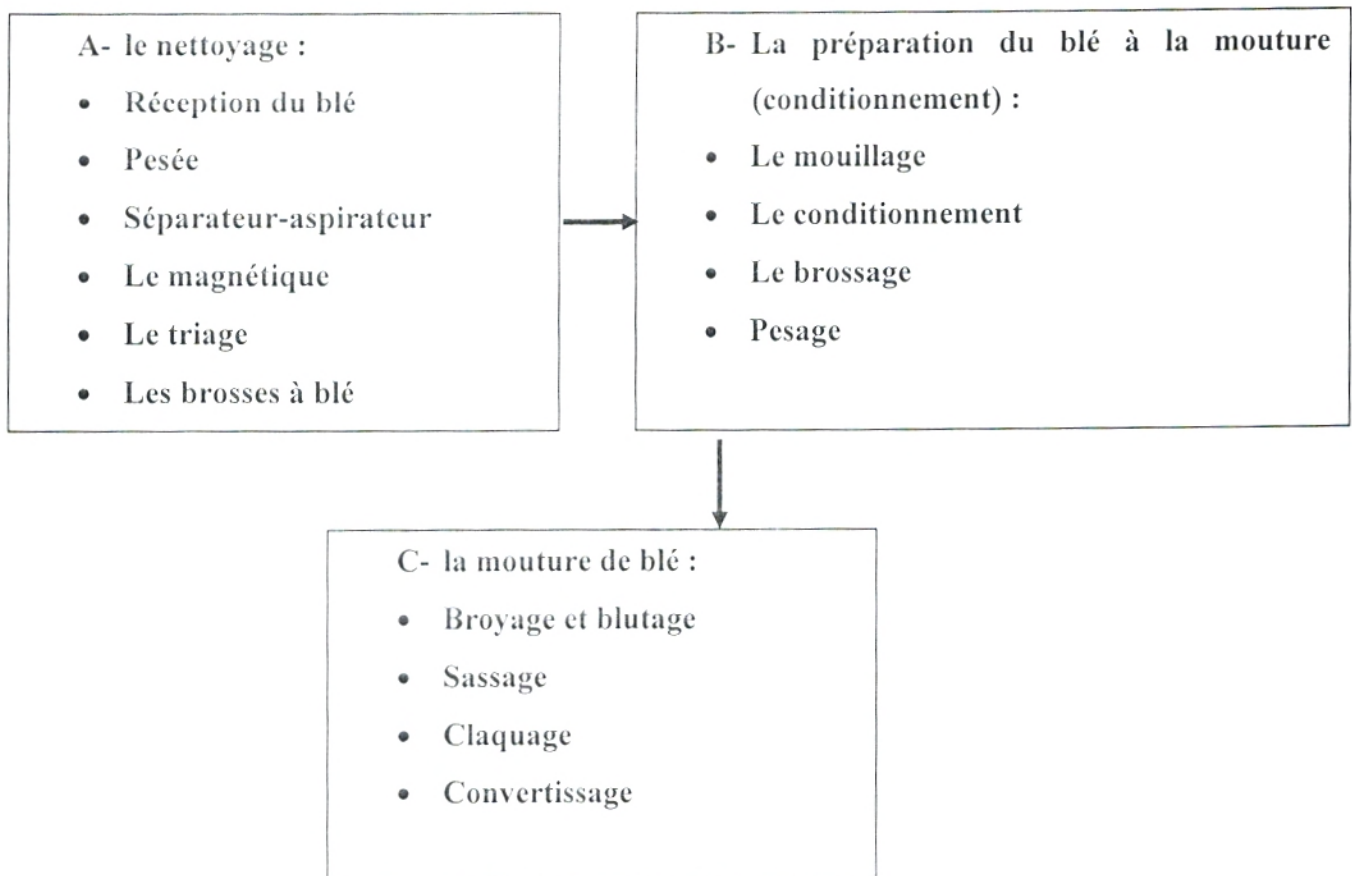 A- le nettoyage :
• Réception du blé
• Pesée
• Séparateur-aspirateur
• Le magnétique
• Le triage
• Les brosses à blé
B- La préparation du blé à la mouture
(conditionnement) :
• Le mouillage
• Le conditionnement
• Le brossage
• Pesage
C- la mouture de blé :
• Broyage et blutage
• Sassage
• Claquage
• Convertissage